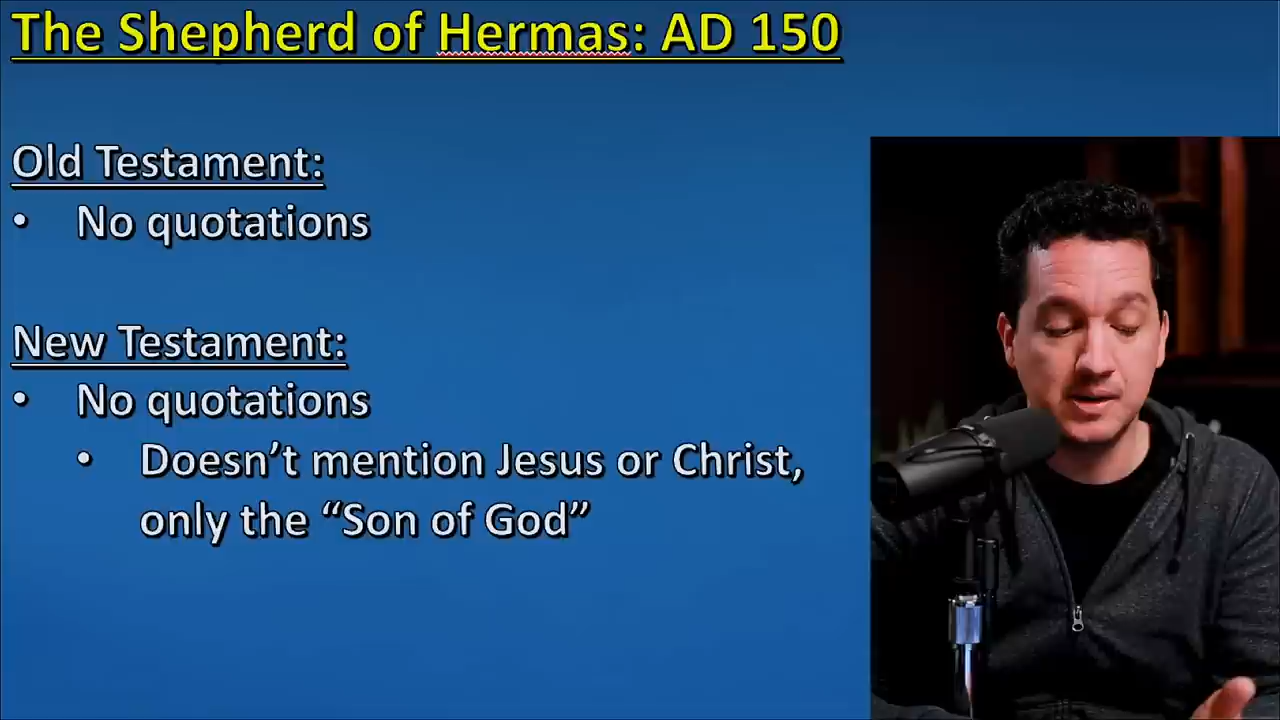 The Shepherd of Hermas: AD 150
Old Testament:
• No quotations
New Testament:
• No quotations
• Doesn’t mention Jesus or Christ,
only the “Son of God”